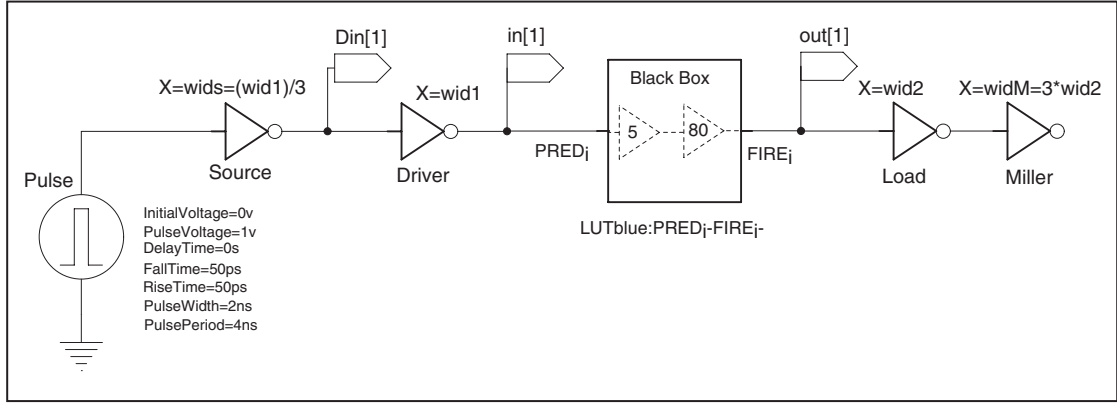 Din[1]
in[1]
out[1]
X=wids=(wid1)/3
X=wid1
Black Box
X=wid2
X=widM=3*wid2
5
80
Source
Driver
PREDi
FIREi
Load
Miller
Pulse
InitialVoltage=0v
PulseVoltage=1v
DelayTime=0s
FallTime=50ps
RiseTime=50ps
PulseWidth=2ns
PulsePeriod=4ns
LUTblue:PREDi-FIREi-